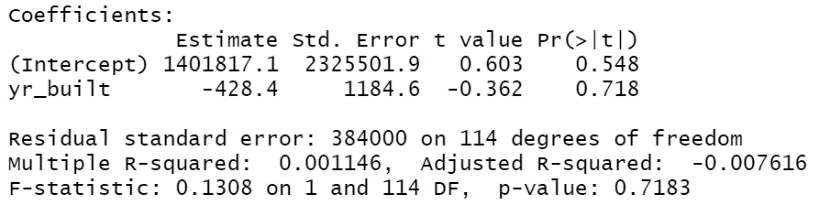 Coefficients:
Estimate Std. Error t value Pr(>|t|)
(Intercept) 1401817.1 2325501.9 0.603 0.548
yr_built -428.4 1184.6 -0.362 0.718
Residual standard error: 384000 on 114 degrees of freedom
Multiple R-squared: 0.001146, Adjusted R-squared: -0.007616
F-statistic: 0.1308 on 1 and 114 DF, p-value: 0.7183